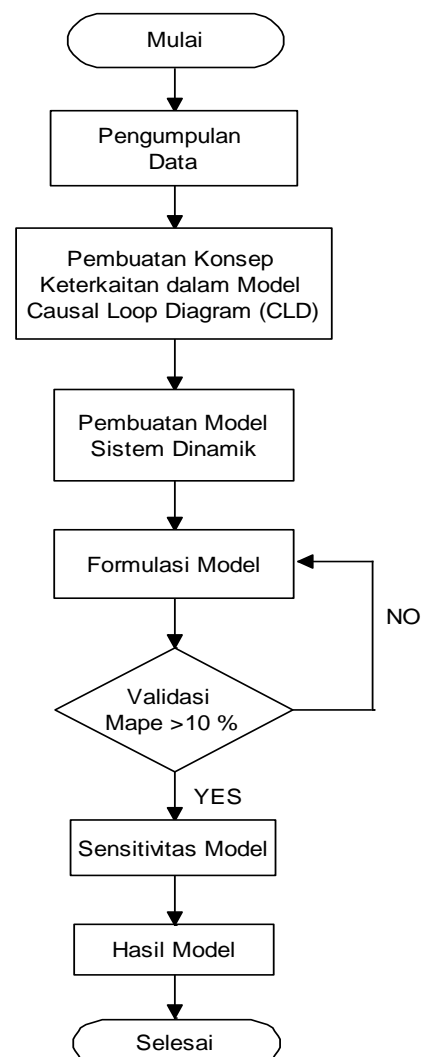 Mulai
Pengumpulan
Data
Pembuatan Konsep
Keterkaitan dalam Model
Causal Loop Diagram (CLD)
Pembuatan Model
Sistem Dinamik
Formulasi Model
NO
Validasi
Mape >10 %
YES
Sensitivitas Model
Hasil Model
Selesai